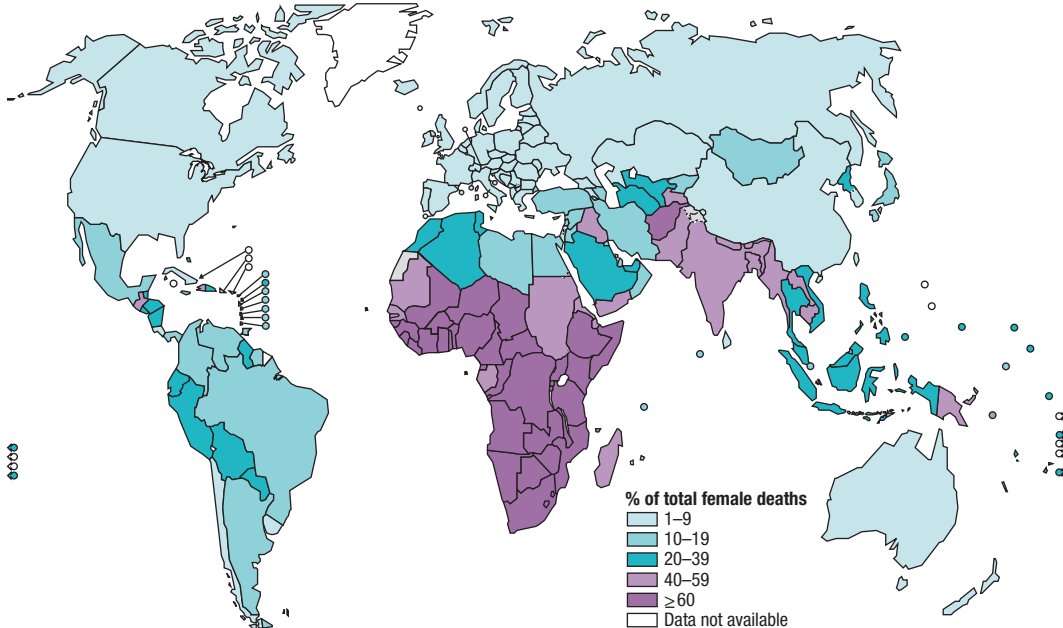 % of total female deaths
1–9
10–19
20–39
40–59
≥60
Data not available